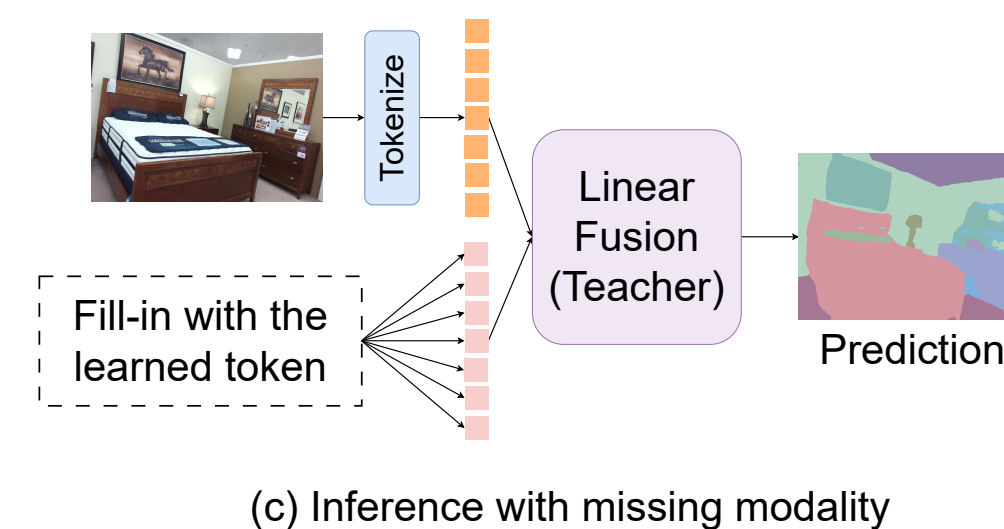 Tokenize
Linear
Fusion
(Teacher)
Fill-in with the
learned token
Prediction
(c) Inference with missing modality